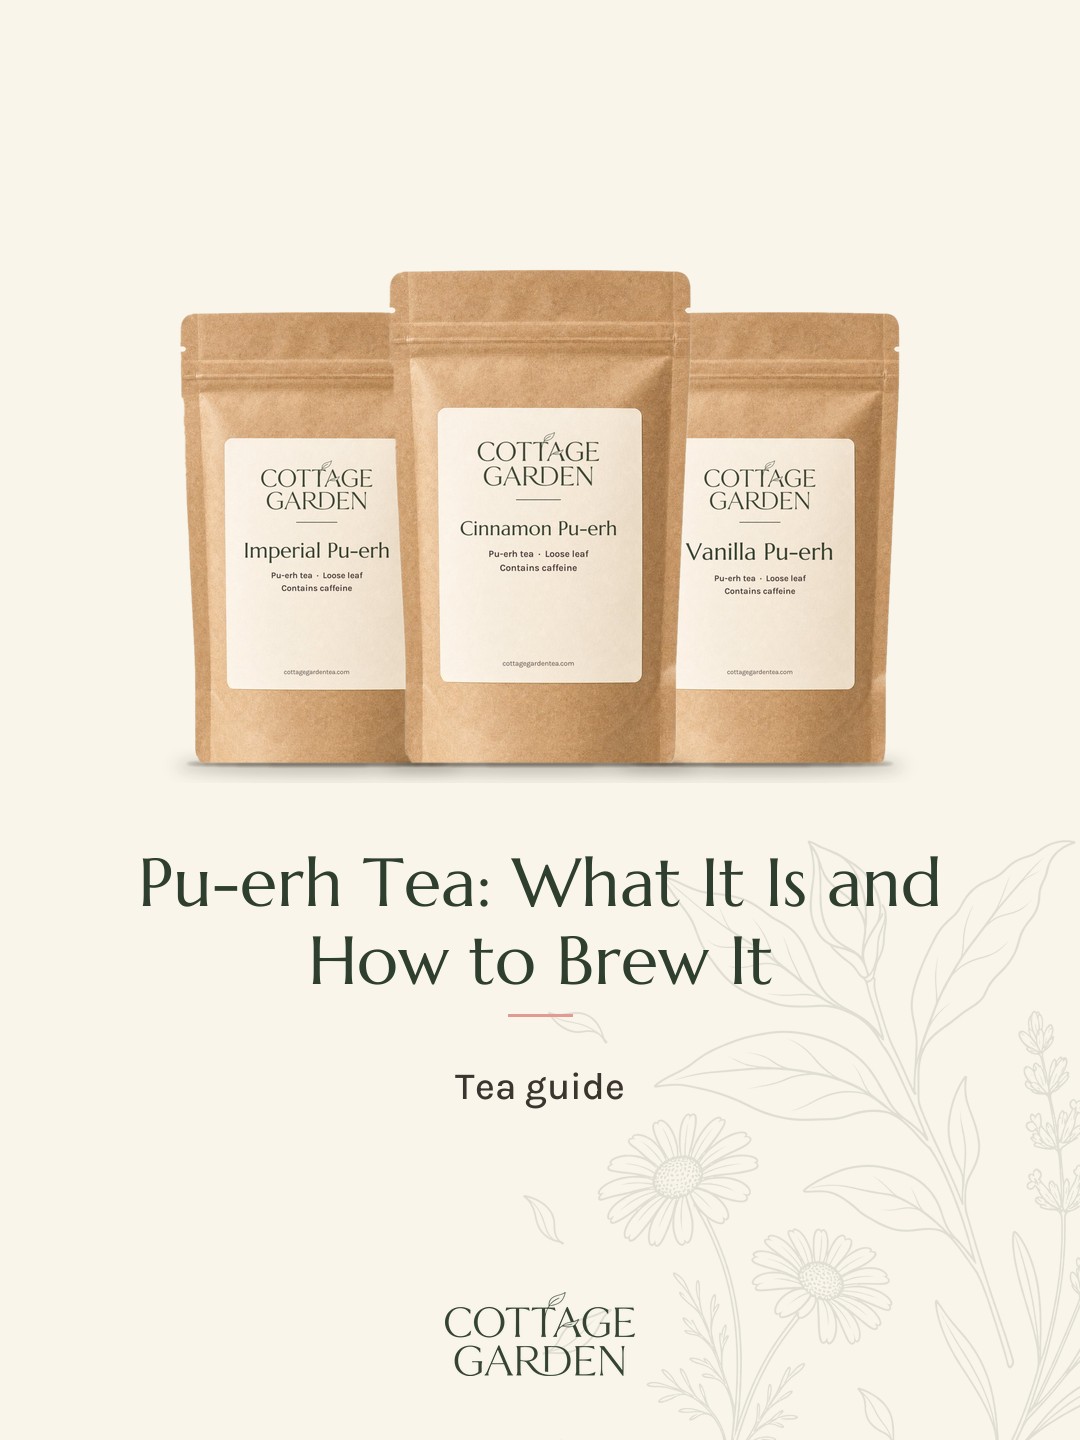 COTTAGE
GARDEN
Imperial Pu-erh
Pu-erh tea · Loose leaf
Contains caffeine
cottagegardentea.com
COTTAGE
GARDEN
Cinnamon Pu-erh
Pu-erh tea · Loose leaf
Contains caffeine
cottagegardentea.com
COTTAGE
GARDEN
Vanilla Pu-erh
Pu-erh tea · Loose leaf
Contains caffeine
cottagegardentea.com
Pu-erh Tea: What It Is and
How to Brew It
Tea guide
COTTAGE
GARDEN